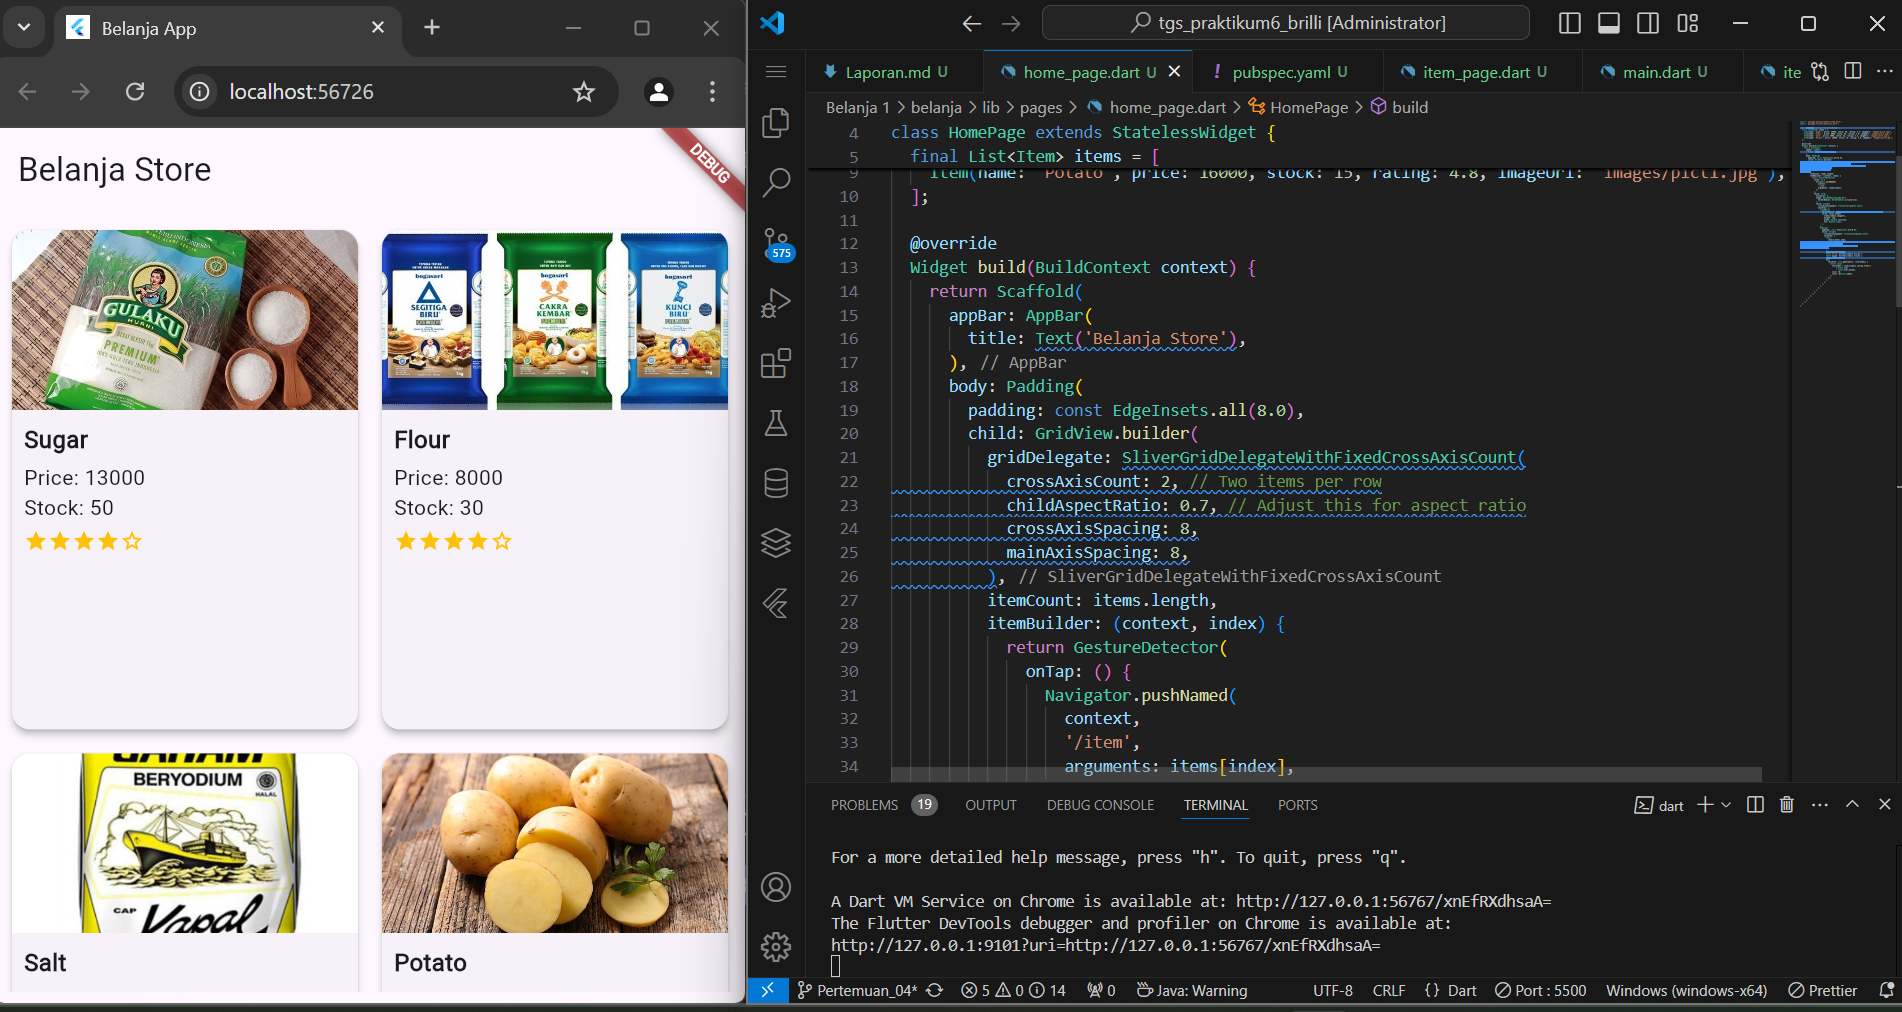 Belanja App
localhost:56726
Belanja Store
DEBUG
GULAKU
MURNI
PREMIUM
bogasari
SEGITIGA
BIRU
bogasari
CAKRA
KEMBAR
bogasari
KUNCI
BIRU
Sugar
Price: 13000
Stock: 50
Flour
Price: 8000
Stock: 30
BERYODIUM
HALAL
CAP
Kapal
Salt
Potato
tgs_praktikum6_brilli [Administrator]
Laporan.md U
home_page.dart U
! pubspec.yaml U
item_page.dart U
main.dart U
ite
Belanja 1 > belanja > lib > pages > home_page.dart > HomePage > build
4 class HomePage extends StatelessWidget {
5 final List<Item> items = [
9 Item(name: 'Potato', price: 16000, stock: 15, rating: 4.8, imageUrl: 'images/pict1.jpg'),
10 ];
11
12 @override
13 Widget build(BuildContext context) {
14 return Scaffold(
15 appBar: AppBar(
16 title: Text('Belanja Store'),
17 ), // AppBar
18 body: Padding(
19 padding: const EdgeInsets.all(8.0),
20 child: GridView.builder(
21 gridDelegate: SliverGridDelegateWithFixedCrossAxisCount(
22 crossAxisCount: 2, // Two items per row
23 childAspectRatio: 0.7, // Adjust this for aspect ratio
24 crossAxisSpacing: 8,
25 mainAxisSpacing: 8,
26 ), // SliverGridDelegateWithFixedCrossAxisCount
27 itemCount: items.length,
28 itemBuilder: (context, index) {
29 return GestureDetector(
30 onTap: () {
31 Navigator.pushNamed(
32 context,
33 '/item',
34 arguments: items[index],
575
PROBLEMS 19 OUTPUT DEBUG CONSOLE TERMINAL PORTS
dart
For a more detailed help message, press "h". To quit, press "q".
A Dart VM Service on Chrome is available at: http://127.0.0.1:56767/xnEfRXdhsaA=
The Flutter DevTools debugger and profiler on Chrome is available at:
http://127.0.0.1:9101?uri=http://127.0.0.1:56767/xnEfRXdhsaA=
Pertemuan_04* 5 0 14 0 Java: Warning UTF-8 CRLF {} Dart Port : 5500 Windows (windows-x64) Prettier